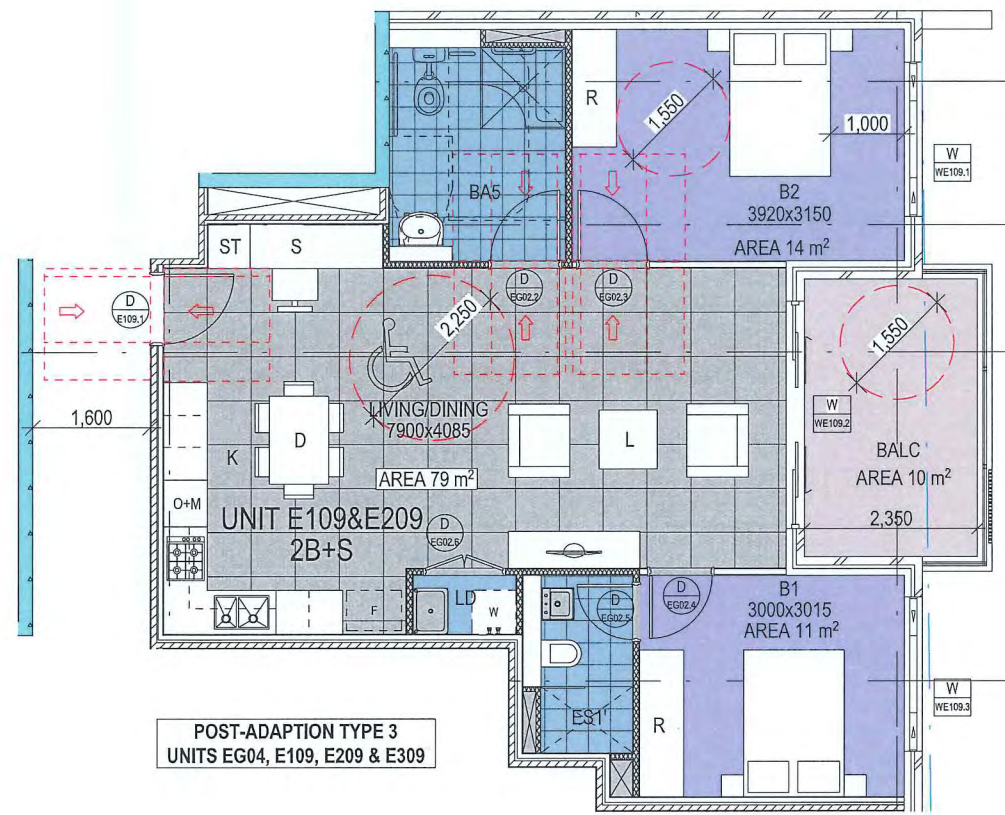 R
1,550
1,000
W
WE109.1
BA5
B2
3920x3150
AREA 14 m²
ST
S
D
E109.1
D
EG02.2
D
EG02.3
2,250
1,550
1,600
LIVING/DINING
7900x4085
W
WE109.2
D
L
K
AREA 79 m²
BALC
AREA 10 m²
O+M
UNIT E109&E209
2B+S
D
EG02.6
2,350
F
LD
W
D
EG02.5
D
EG02.4
B1
3000x3015
AREA 11 m²
W
WE109.3
ES1'
R
POST-ADAPTION TYPE 3
UNITS EG04, E109, E209 & E309